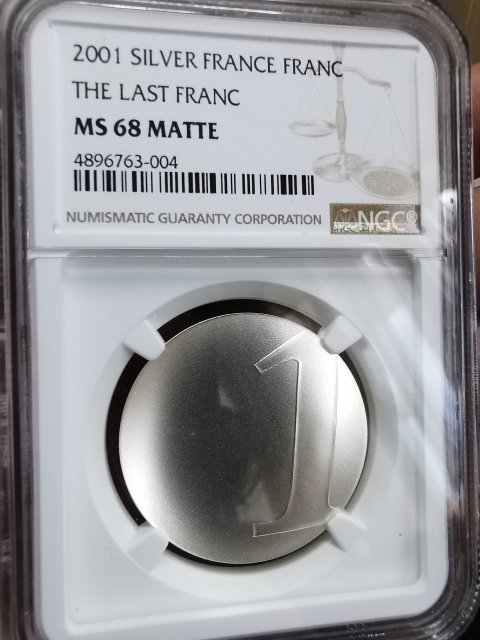 2001 SILVER FRANCE FRANC
THE LAST FRANC
MS 68 MATTE
4896763-004
NUMISMATIC GUARANTY CORPORATION
NGC®
1